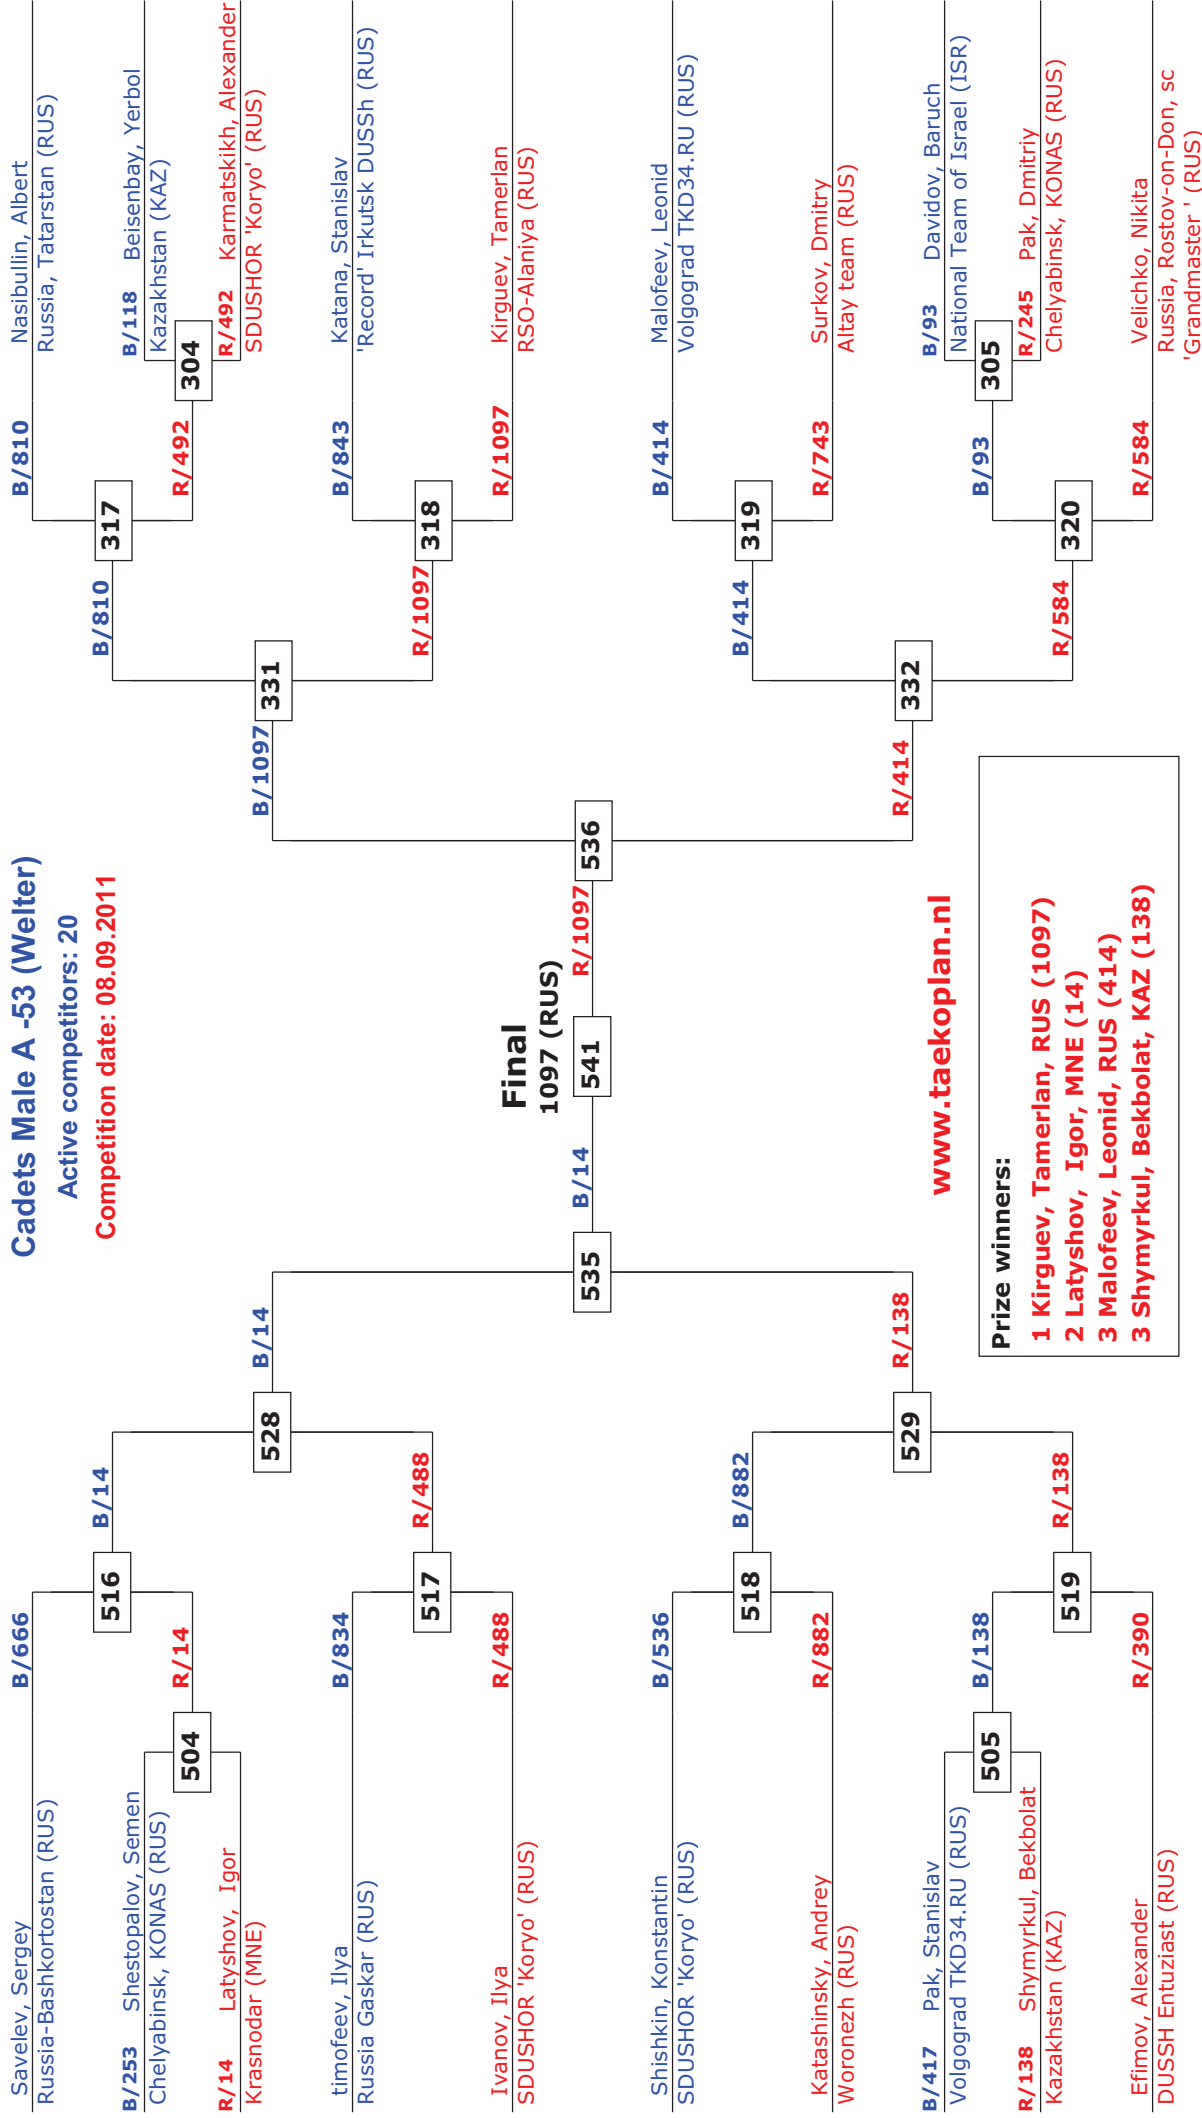 Cadets Male A -53 (Welter)
Active competitors: 20
Competition date: 08.09.2011
Savelev, Sergey
Russia-Bashkortostan (RUS)
B/666
B/253 Shestopalov, Semen
Chelyabinsk, KONAS (RUS)
504
R/14 Latyshov, Igor
Krasnodar (MNE)
R/14
516
B/14
timofeev, Ilya
Russia Gaskar (RUS)
B/834
517
R/488
Ivanov, Ilya
SDUSHOR 'Koryo' (RUS)
R/488
528
B/14
Shishkin, Konstantin
SDUSHOR 'Koryo' (RUS)
B/536
518
B/882
Katashinsky, Andrey
Woronezh (RUS)
R/882
529
R/138
B/417 Pak, Stanislav
Volgograd TKD34.RU (RUS)
505
R/138 Shymyrkul, Bekbolat
Kazakhstan (KAZ)
B/138
519
R/138
Efimov, Alexander
DUSSH Entuziast (RUS)
R/390
535
B/14
Final
1097 (RUS)
541
R/1097
536
B/1097
331
B/810
317
B/810
Nasibullin, Albert
Russia, Tatarstan (RUS)
R/492
304
B/118 Beisenbay, Yerbol
Kazakhstan (KAZ)
R/492 Karmatskikh, Alexander
SDUSHOR 'Koryo' (RUS)
R/1097
318
B/843
Katana, Stanislav
'Record' Irkutsk DUSSh (RUS)
R/1097
Kirguev, Tamerlan
RSO-Alaniya (RUS)
R/414
332
B/414
319
B/414
Malofeev, Leonid
Volgograd TKD34.RU (RUS)
R/743
Surkov, Dmitry
Altay team (RUS)
R/584
320
B/93
305
B/93 Davidov, Baruch
National Team of Israel (ISR)
R/245 Pak, Dmitriy
Chelyabinsk, KONAS (RUS)
R/584
Velichko, Nikita
Russia, Rostov-on-Don, sc
'Grandmaster ' (RUS)
www.taekoplan.nl
Prize winners:
1 Kirguev, Tamerlan, RUS (1097)
2 Latyshov, Igor, MNE (14)
3 Malofeev, Leonid, RUS (414)
3 Shymyrkul, Bekbolat, KAZ (138)